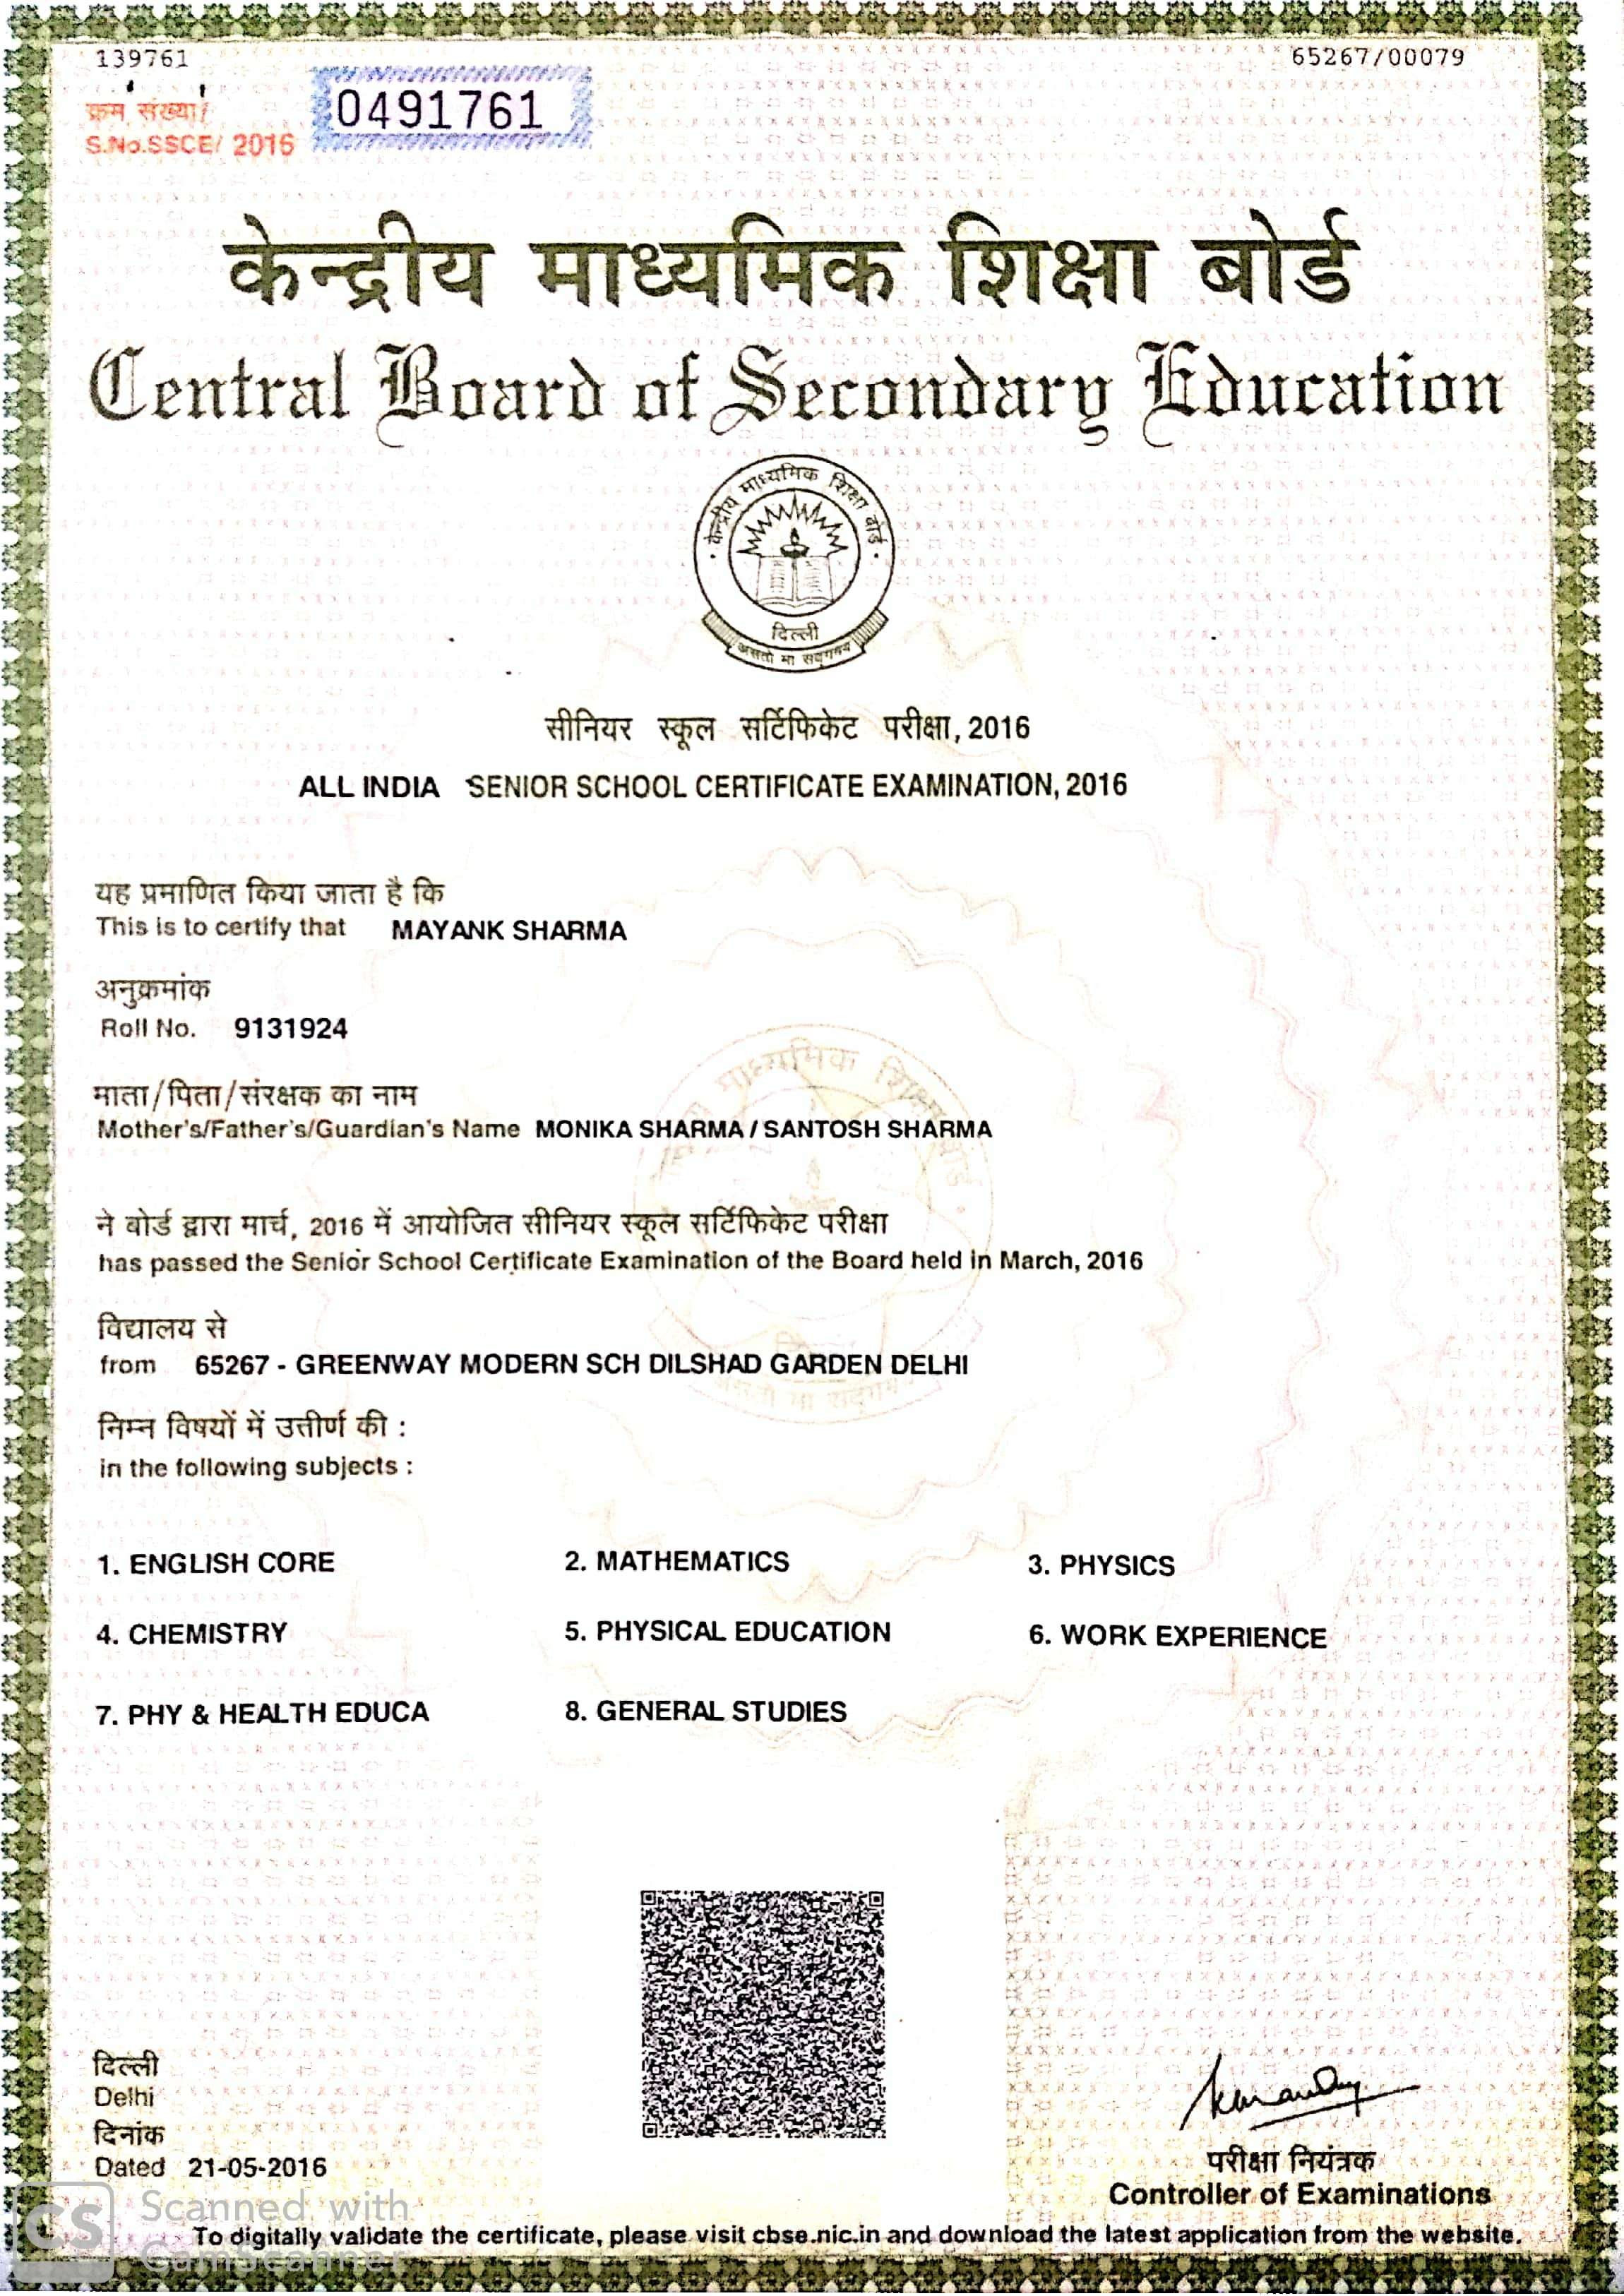 139761
65267/00079
क्रम संख्या/
S.No.SSCE/ 2016
0491761
केन्द्रीय माध्यमिक शिक्षा बोर्ड
Central Board of Secondary Education
केन्द्रीय माध्यमिक शिक्षा बोर्ड
दिल्ली
असतो मा सद्गमय
सीनियर स्कूल सर्टिफिकेट परीक्षा, 2016
ALL INDIA SENIOR SCHOOL CERTIFICATE EXAMINATION, 2016
यह प्रमाणित किया जाता है कि
This is to certify that MAYANK SHARMA
अनुक्रमांक
Roll No. 9131924
माता/पिता/संरक्षक का नाम
Mother's/Father's/Guardian's Name MONIKA SHARMA / SANTOSH SHARMA
ने बोर्ड द्वारा मार्च, 2016 में आयोजित सीनियर स्कूल सर्टिफिकेट परीक्षा
has passed the Senior School Certificate Examination of the Board held in March, 2016
विद्यालय से
from 65267 - GREENWAY MODERN SCH DILSHAD GARDEN DELHI
निम्न विषयों में उत्तीर्ण की :
in the following subjects :
1. ENGLISH CORE 2. MATHEMATICS 3. PHYSICS
4. CHEMISTRY 5. PHYSICAL EDUCATION 6. WORK EXPERIENCE
7. PHY & HEALTH EDUCA 8. GENERAL STUDIES
दिल्ली
Delhi
दिनांक
Dated 21-05-2016
परीक्षा नियंत्रक
Controller of Examinations
CS Scanned with
CamScanner
To digitally validate the certificate, please visit cbse.nic.in and download the latest application from the website.